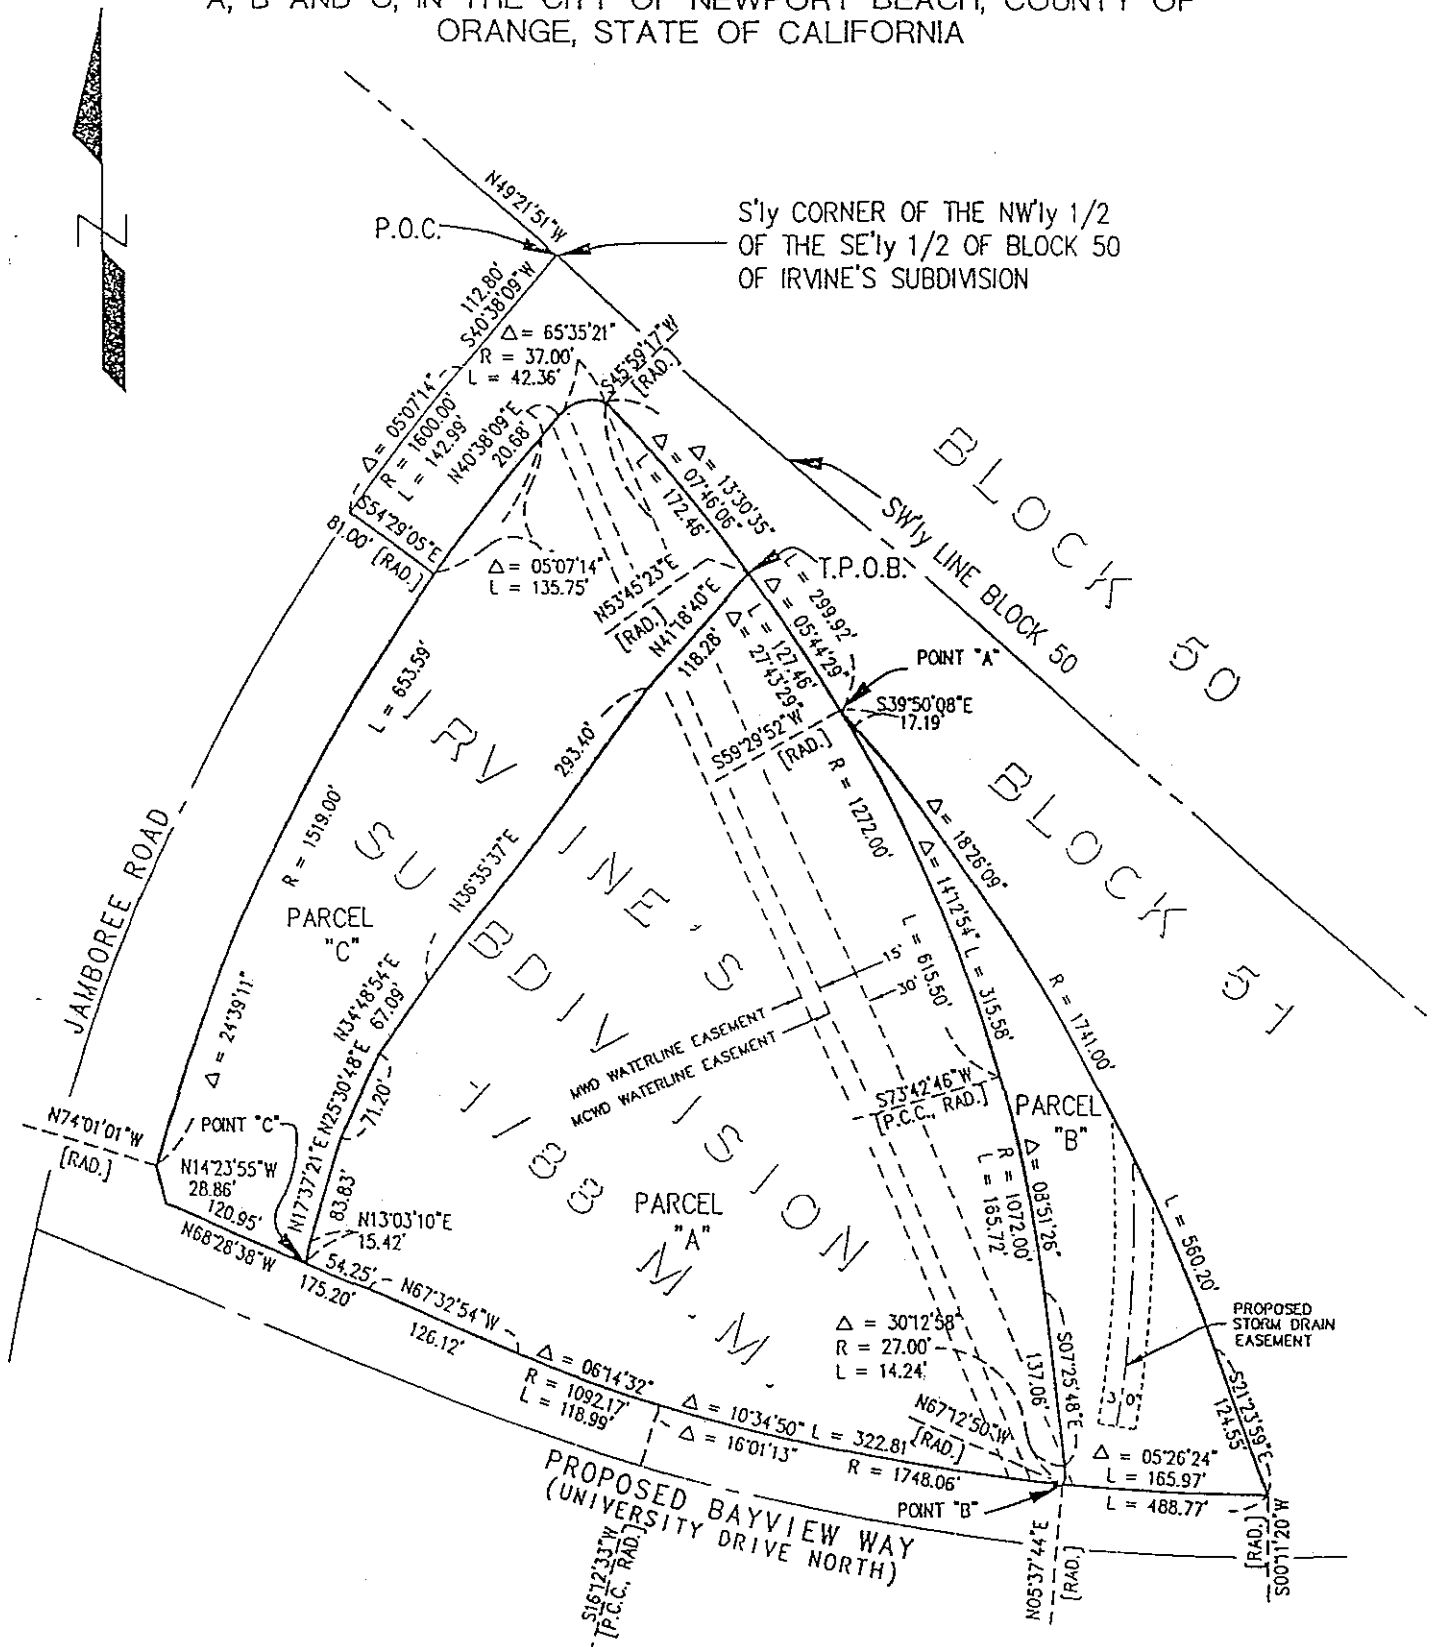 A, B AND C, IN THE CITY OF NEWPORT BEACH, COUNTY OF
ORANGE, STATE OF CALIFORNIA
N
N49°21'51"W
P.O.C.
S'ly CORNER OF THE NW'ly 1/2
OF THE SE'ly 1/2 OF BLOCK 50
OF IRVINE'S SUBDIVISION
112.80'
S40°38'09"W
Δ = 65°35'21"
R = 37.00'
L = 42.36'
S45°59'17"W
[RAD.]
Δ = 05°07'14"
R = 1600.00'
L = 142.99'
N40°38'09"E
20.68'
S54°29'05"E
81.00' [RAD.]
Δ = 05°07'14"
L = 135.75'
Δ = 13°30'35"
Δ = 07°46'06"
L = 172.46'
L = 299.92'
T.P.O.B.
SW'ly LINE BLOCK 50
BLOCK 50
BLOCK 51
N53°45'23"E
[RAD.]
N41°18'40"E
118.28'
Δ = 05°44'29"
L = 127.46'
Δ = 27°43'29"
POINT "A"
S39°50'08"E
17.19'
S59°29'52"W
[RAD.]
R = 1272.00'
L = 653.59'
R = 1519.00'
Δ = 24°39'11"
293.40'
N36°35'37"E
IRVINE'S
SUBDIVISION
1/88 M.M.
JAMBOREE ROAD
PARCEL
"C"
Δ = 18°26'09"
Δ = 14°12'54" L = 315.58'
L = 615.50'
R = 1741.00'
15'
30'
MWD WATERLINE EASEMENT
MCWD WATERLINE EASEMENT
N34°48'54"E
67.09'
N25°30'48"E
71.20'
N17°37'21"E
83.83'
S73°42'46"W
[P.C.C., RAD.]
PARCEL
"B"
N74°01'01"W
[RAD.]
POINT "C"
N14°23'55"W
28.86'
120.95'
N68°28'38"W
175.20'
N13°03'10"E
15.42'
54.25'
N67°32'54"W
126.12'
PARCEL
"A"
Δ = 08°51'26"
R = 1072.00'
L = 165.72'
L = 560.20'
PROPOSED
STORM DRAIN
EASEMENT
30'
Δ = 30°12'58"
R = 27.00'
L = 14.24'
137.06'
S07°25'48"E
S21°23'59"E
124.55'
Δ = 06°14'32"
R = 1092.17'
L = 118.99'
Δ = 10°34'50" L = 322.81'
Δ = 16°01'13"
R = 1748.06'
N67°12'50"W
[RAD.]
Δ = 05°26'24"
L = 165.97'
L = 488.77'
POINT "B"
PROPOSED BAYVIEW WAY
(UNIVERSITY DRIVE NORTH)
S16°12'33"W
[P.C.C., RAD.]
N05°37'44"E
[RAD.]
S00°11'20"W
[RAD.]